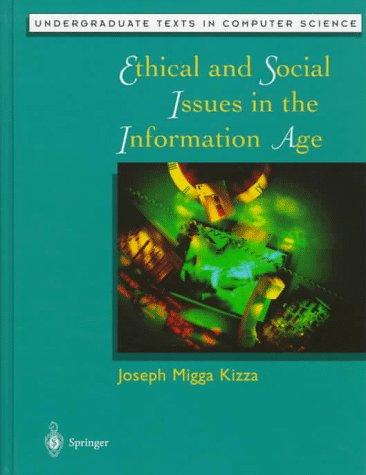 UNDERGRADUATE TEXTS IN COMPUTER SCIENCE
Ethical and Social
Issues in the
Information Age
Joseph Migga Kizza
Springer